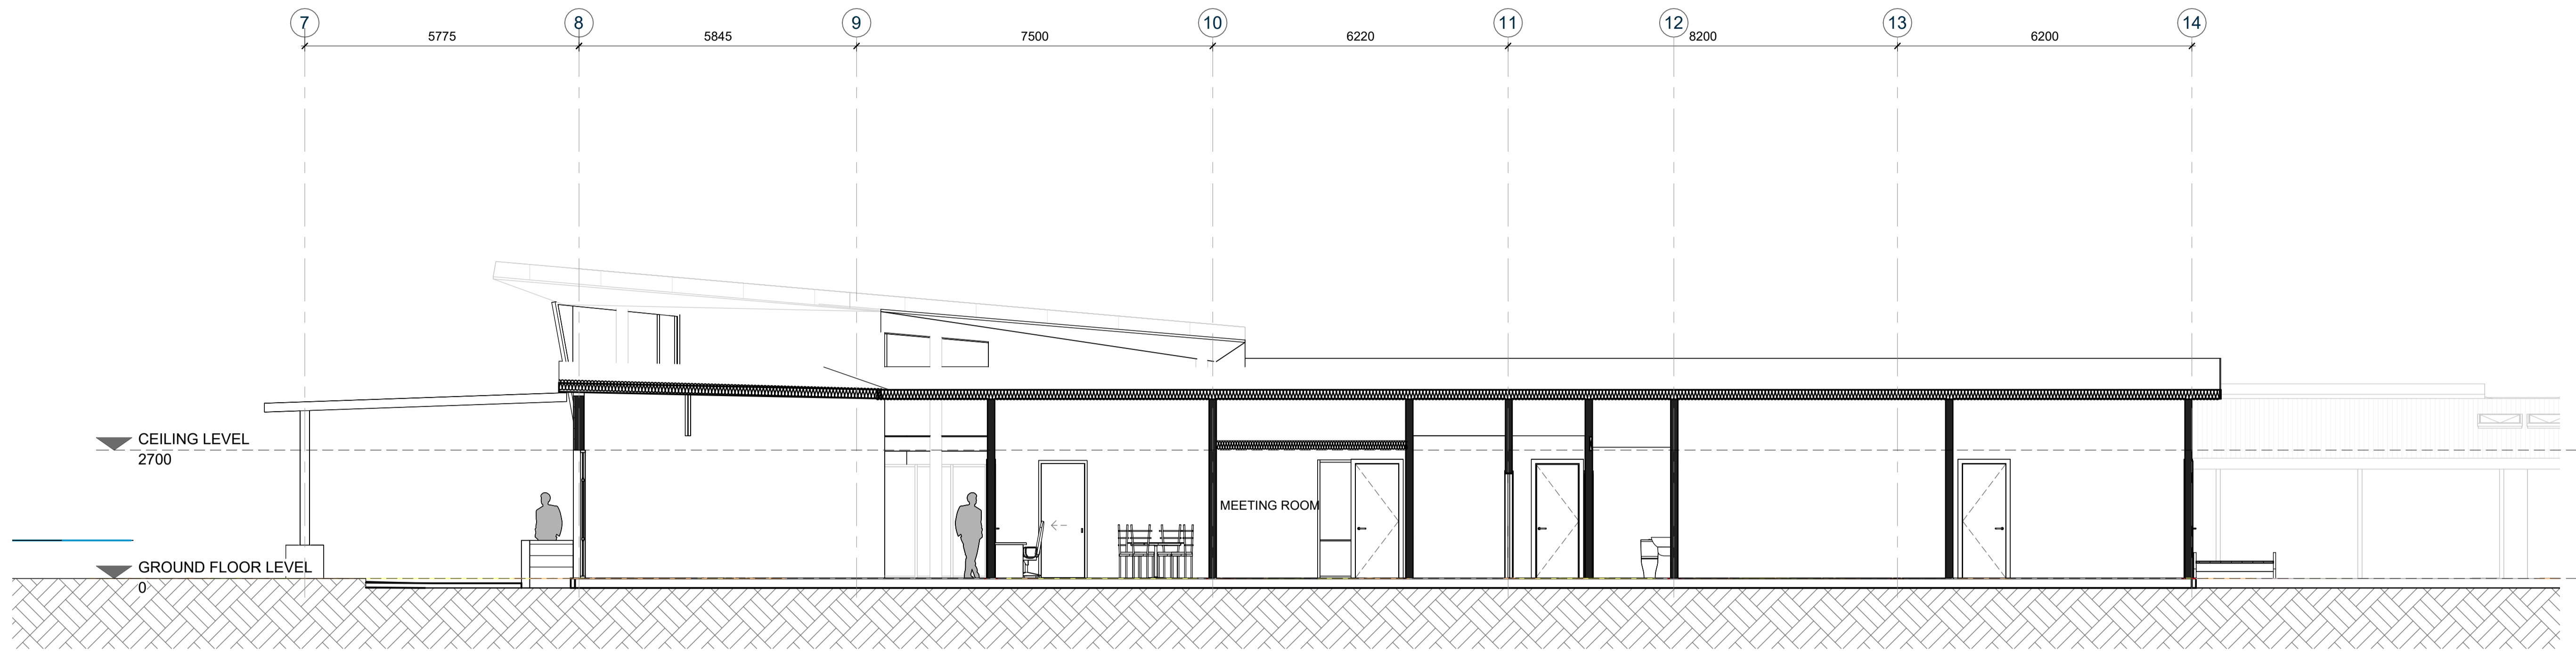 7 8 9 10 11 12 13 14
5775 5845 7500 6220 8200 6200
CEILING LEVEL
2700
MEETING ROOM
GROUND FLOOR LEVEL
0